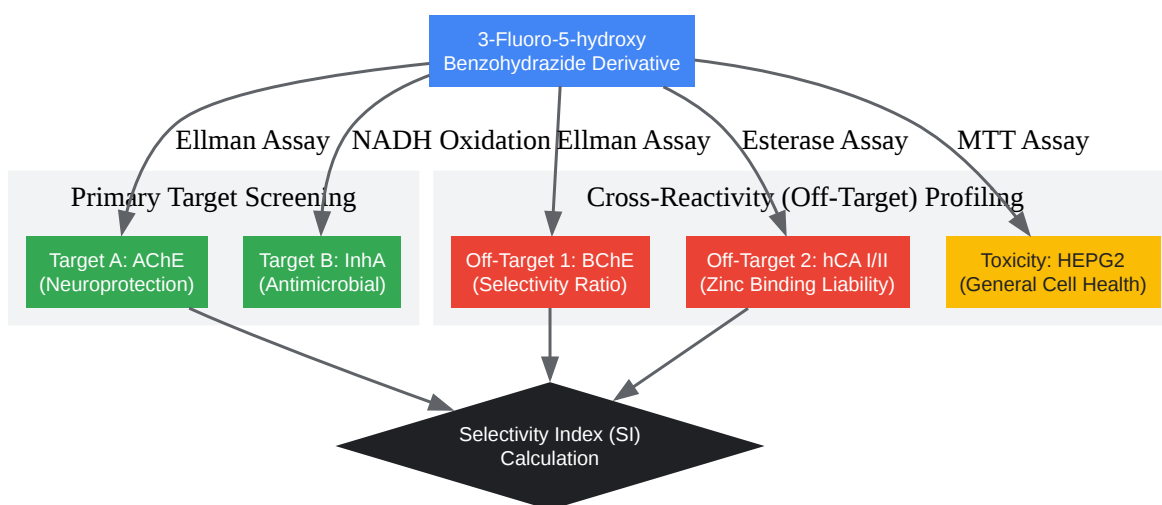 3-Fluoro-5-hydroxy
Benzohydrazide Derivative
Ellman Assay
NADH Oxidation
Ellman Assay
Esterase Assay
MTT Assay
Primary Target Screening
Cross-Reactivity (Off-Target) Profiling
Target A: AChE
(Neuroprotection)
Target B: InhA
(Antimicrobial)
Off-Target 1: BChE
(Selectivity Ratio)
Off-Target 2: hCA I/II
(Zinc Binding Liability)
Toxicity: HEPG2
(General Cell Health)
Selectivity Index (SI)
Calculation